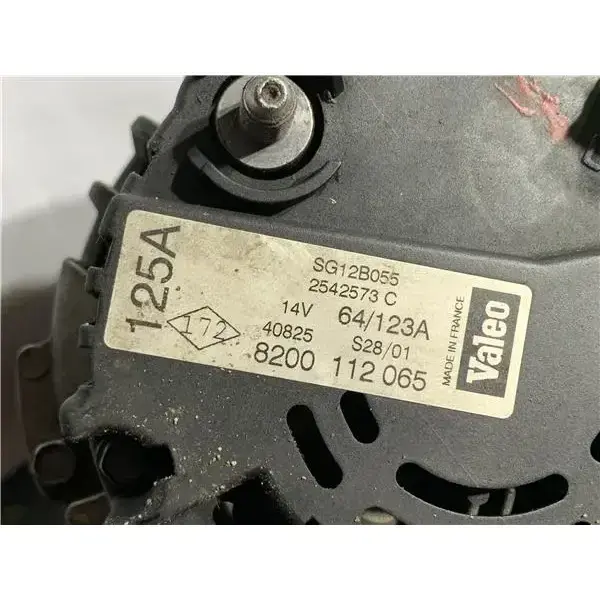 125A
172
SG12B055
2542573 C
14V 64/123A
40825 S28/01
8200 112 065
MADE IN FRANCE
Valeo